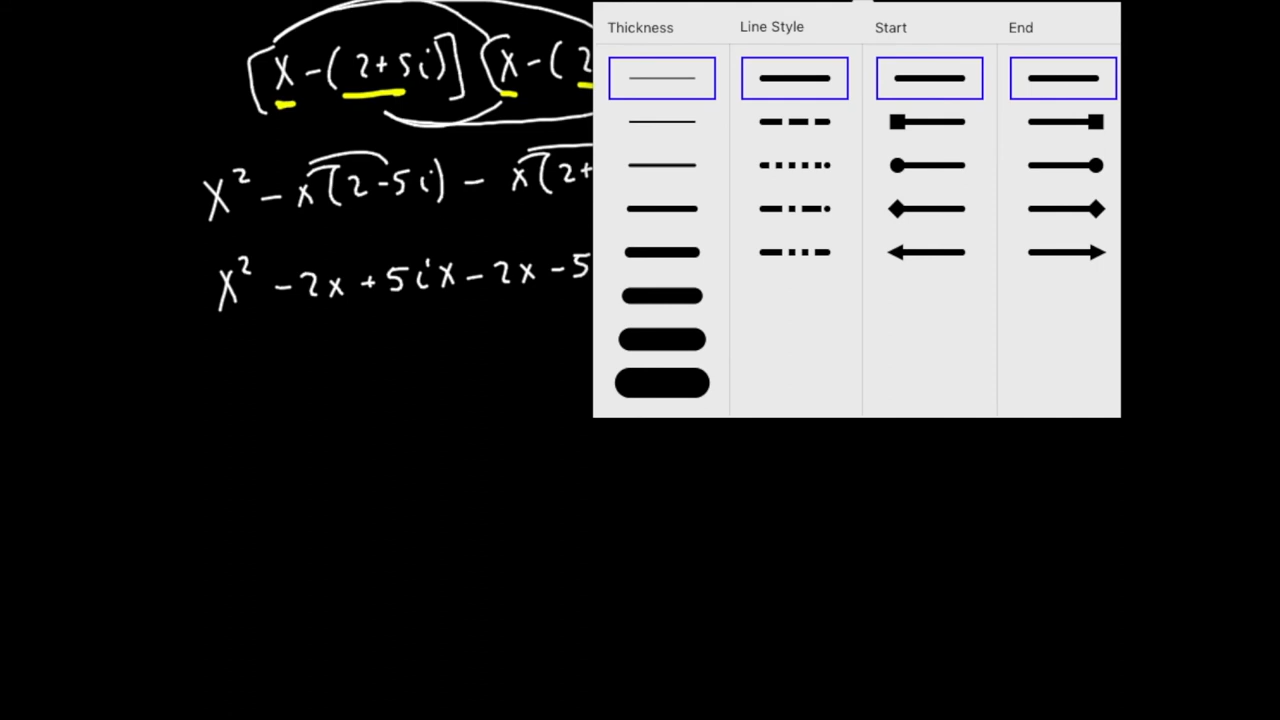 [x-(2+5i)] (x-(2
x² - x(2-5i) - x(2+
x² -2x +5ix -2x -5
Thickness Line Style Start End